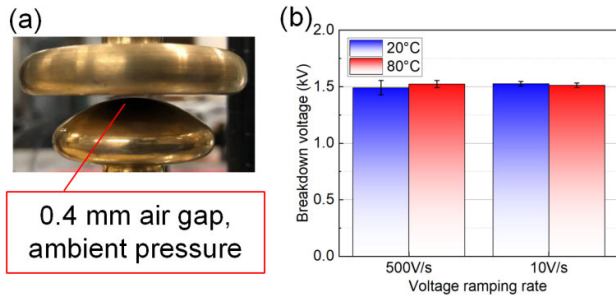 (a)
0.4 mm air gap,
ambient pressure
(b)
Breakdown voltage (kV)
2.0
1.5
1.0
0.5
0.0
20°C
80°C
500V/s
10V/s
Voltage ramping rate